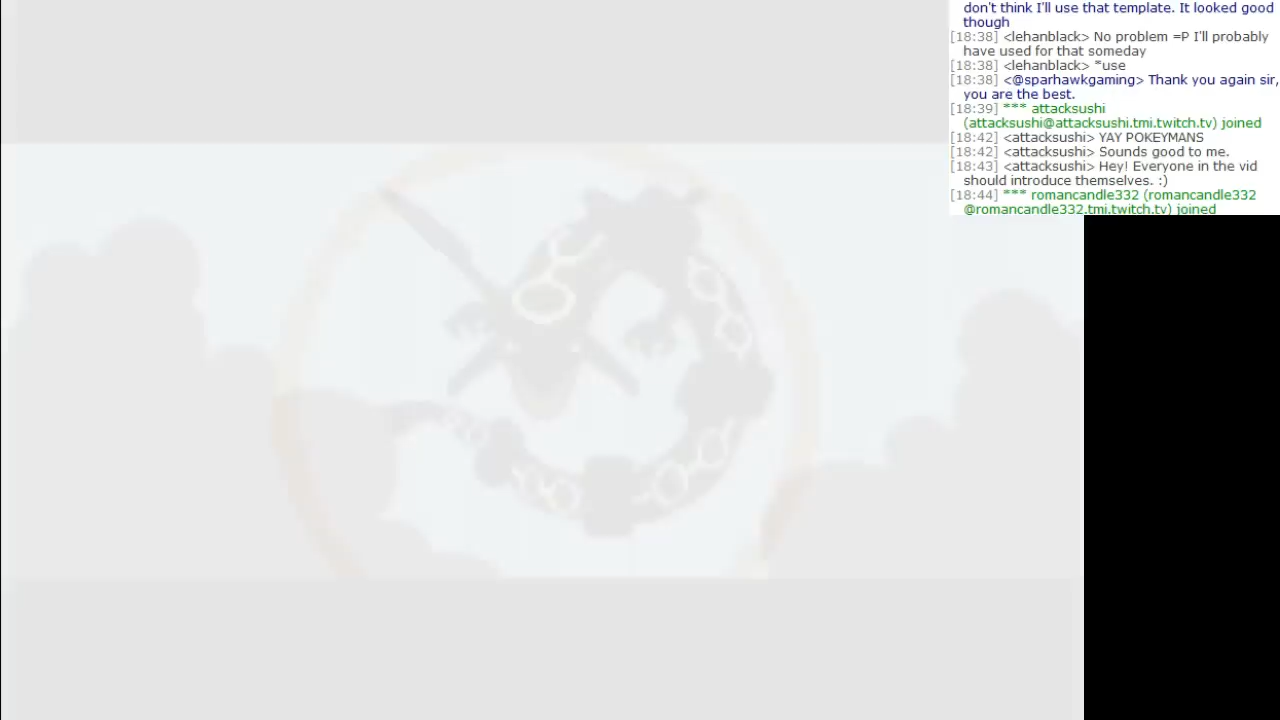 don't think I'll use that template. It looked good
though
[18:38] <lehanblack> No problem =P I'll probably
have used for that someday
[18:38] <lehanblack> *use
[18:38] <@sparhawkgaming> Thank you again sir,
you are the best.
[18:39] *** attacksushi
(attacksushi@attacksushi.tmi.twitch.tv) joined
[18:42] <attacksushi> YAY POKEYMANS
[18:42] <attacksushi> Sounds good to me.
[18:43] <attacksushi> Hey! Everyone in the vid
should introduce themselves. :)
[18:44] *** romancandle332 (romancandle332
@romancandle332.tmi.twitch.tv) joined